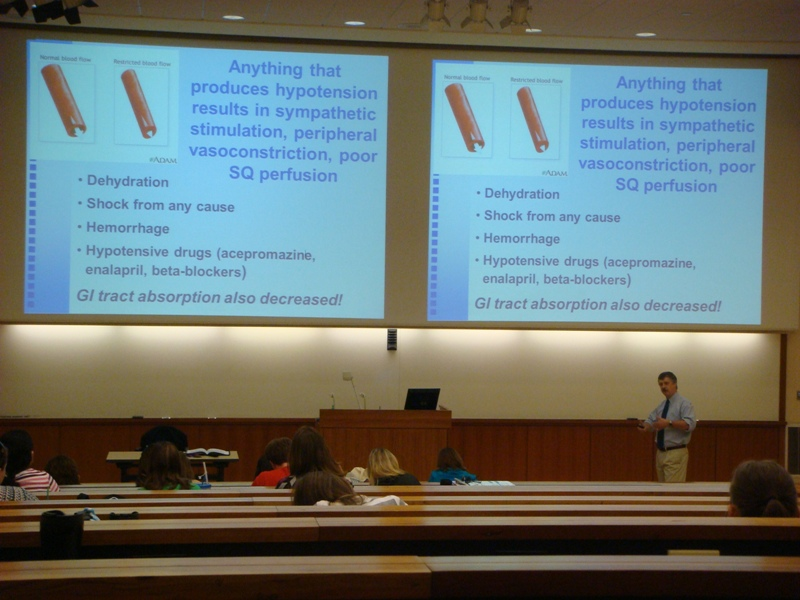 Normal blood flow
Restricted blood flow
Anything that
produces hypotension
results in sympathetic
stimulation, peripheral
vasoconstriction, poor
SQ perfusion
• Dehydration
• Shock from any cause
• Hemorrhage
• Hypotensive drugs (acepromazine,
enalapril, beta-blockers)
GI tract absorption also decreased!
Normal blood flow
Restricted blood flow
Anything that
produces hypotension
results in sympathetic
stimulation, peripheral
vasoconstriction, poor
SQ perfusion
• Dehydration
• Shock from any cause
• Hemorrhage
• Hypotensive drugs (acepromazine,
enalapril, beta-blockers)
GI tract absorption also decreased!